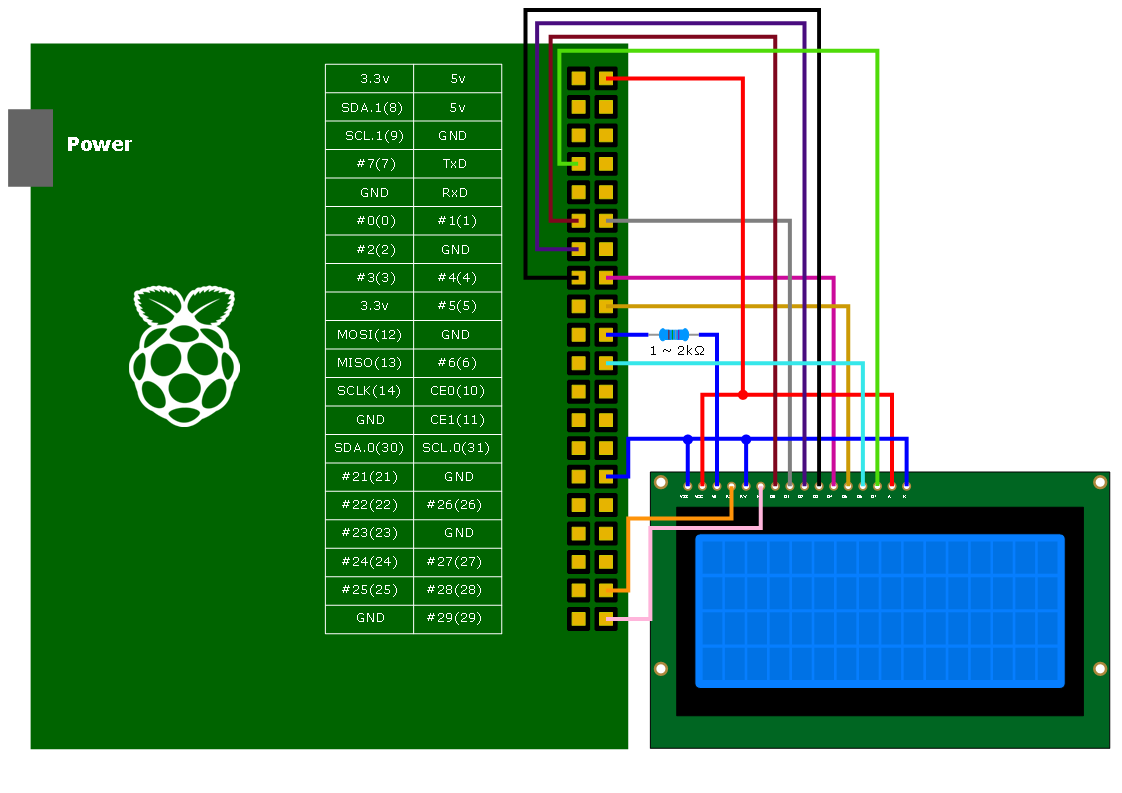 Power
3.3v 5v
SDA.1(8) 5v
SCL.1(9) GND
#7(7) TxD
GND RxD
#0(0) #1(1)
#2(2) GND
#3(3) #4(4)
3.3v #5(5)
MOSI(12) GND
MISO(13) #6(6)
SCLK(14) CE0(10)
GND CE1(11)
SDA.0(30) SCL.0(31)
#21(21) GND
#22(22) #26(26)
#23(23) GND
#24(24) #27(27)
#25(25) #28(28)
GND #29(29)
1 ~ 2kΩ